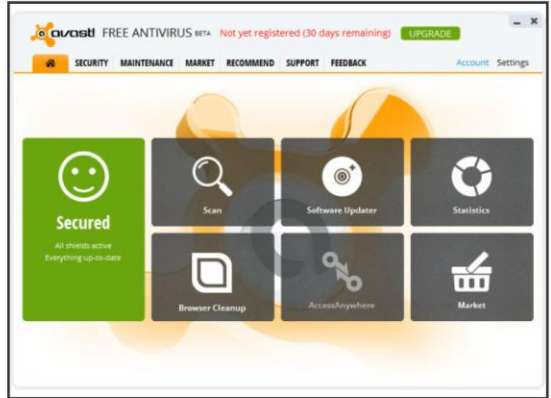 avast! FREE ANTIVIRUS BETA Not yet registered (30 days remaining) UPGRADE
SECURITY MAINTENANCE MARKET RECOMMEND SUPPORT FEEDBACK Account Settings
Secured
All shields active
Everything up-to-date
Scan
Software Updater
Statistics
Browser Cleanup
AccessAnywhere
Market